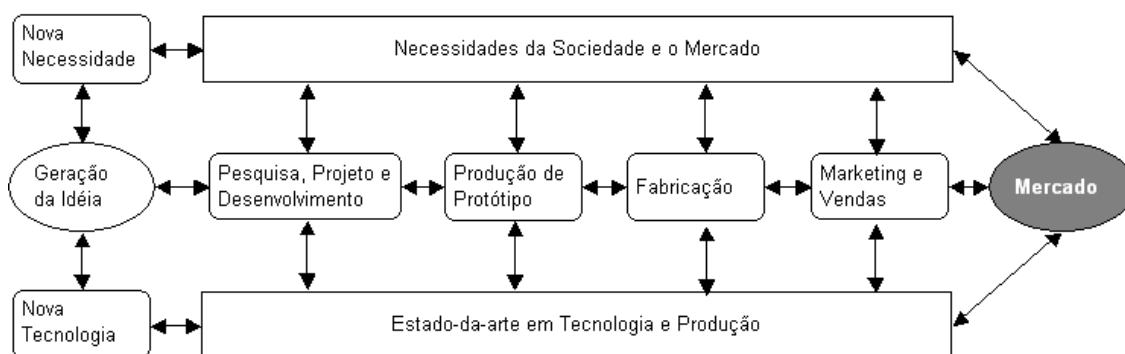 Nova
Necessidade
Necessidades da Sociedade e o Mercado
Geração
da Idéia
Pesquisa, Projeto e
Desenvolvimento
Produção de
Protótipo
Fabricação
Marketing e
Vendas
Mercado
Nova
Tecnologia
Estado-da-arte em Tecnologia e Produção